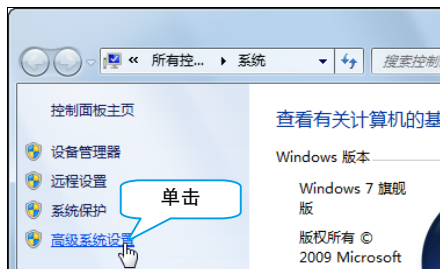 « 所有控... ▸ 系统
搜索控制
控制面板主页
查看有关计算机的基
设备管理器
Windows 版本
远程设置
单击
Windows 7 旗舰
版
系统保护
高级系统设置
版权所有 ©
2009 Microsoft